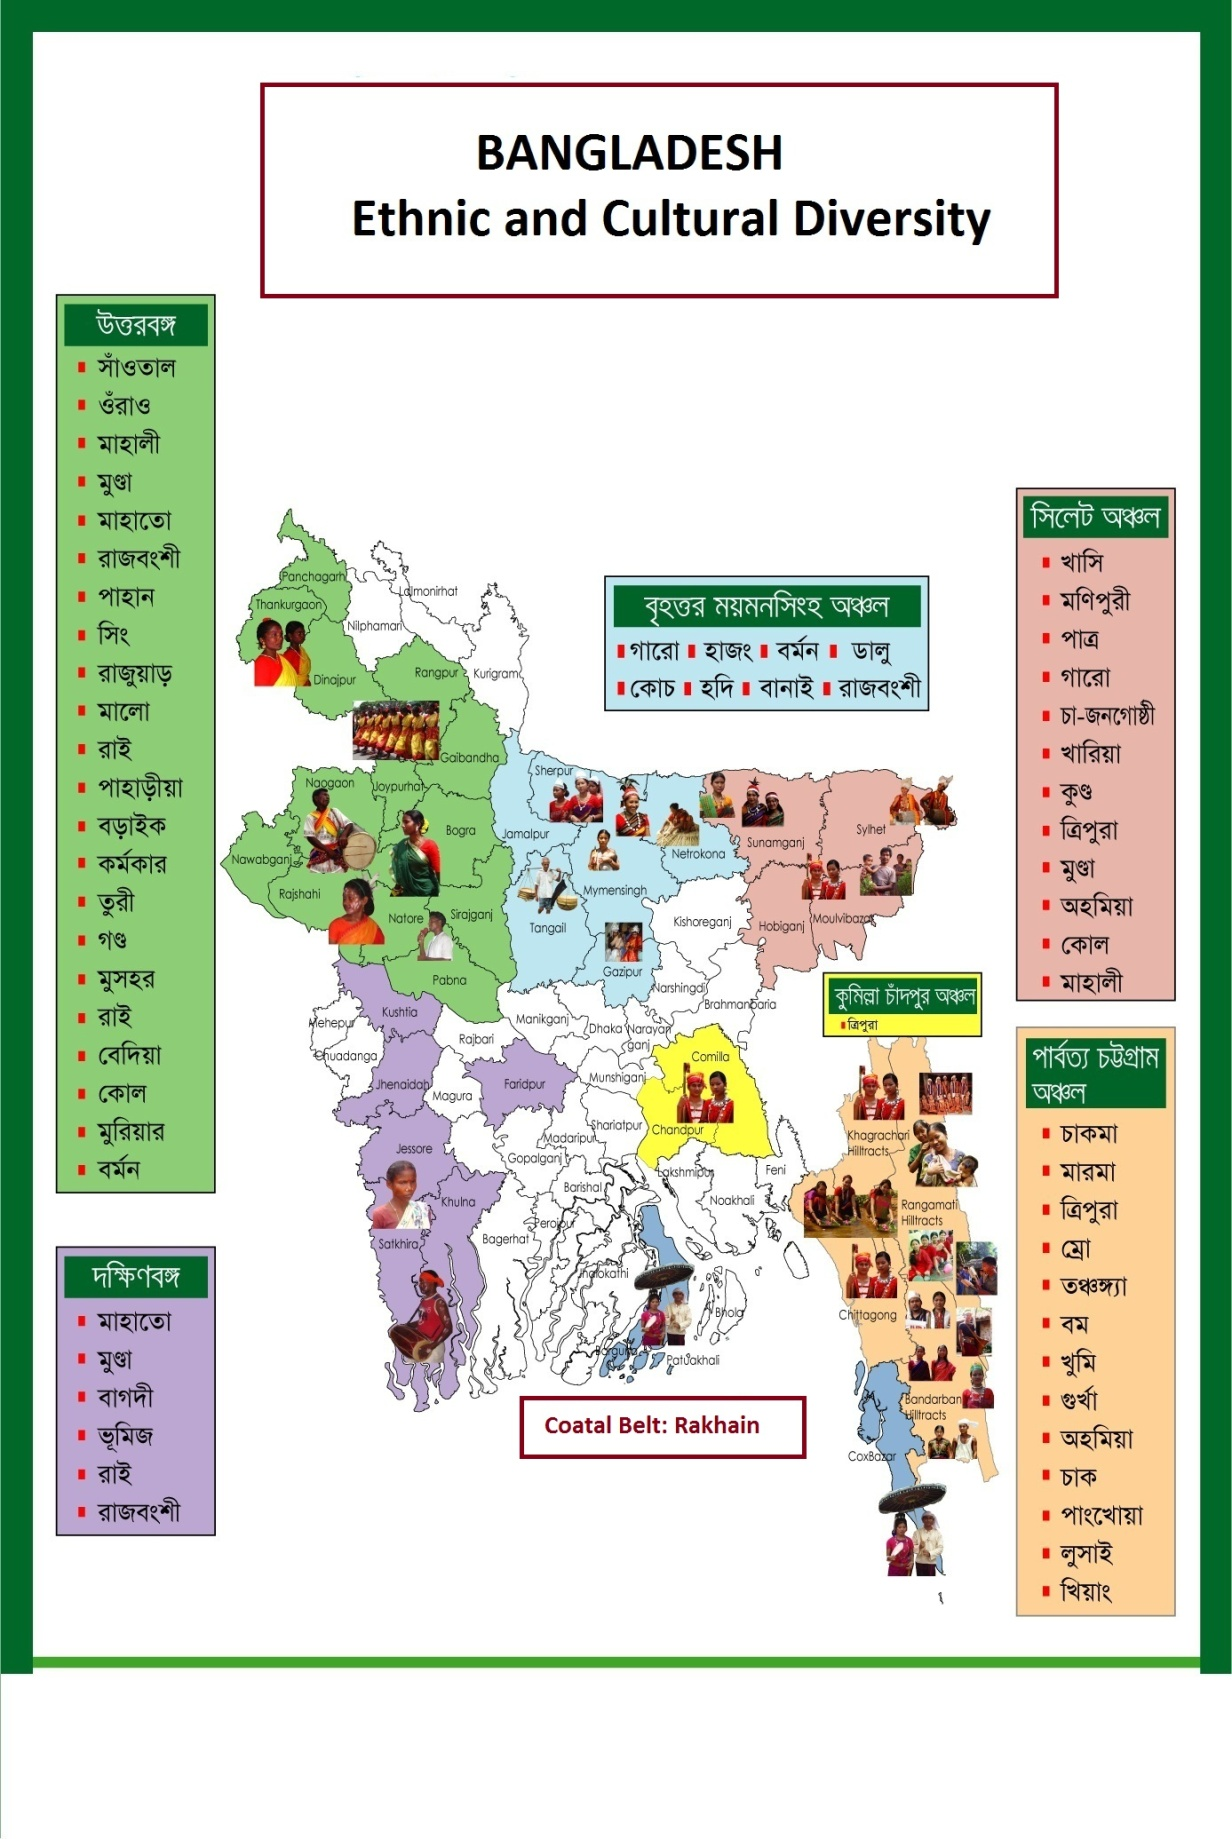 BANGLADESH
Ethnic and Cultural Diversity
উত্তরবঙ্গ
সাঁওতাল
ওঁরাও
মাহালী
মুণ্ডা
মাহাতো
রাজবংশী
পাহান
সিং
রাজুয়াড়
মালো
রাই
পাহাড়ীয়া
বড়াইক
কর্মকার
তুরী
গণ্ড
মুসহর
রাই
বেদিয়া
কোল
মুরিয়ার
বর্মন
দক্ষিণবঙ্গ
মাহাতো
মুণ্ডা
বাগদী
ভূমিজ
রাই
রাজবংশী
বৃহত্তর ময়মনসিংহ অঞ্চল
গারো হাজং বর্মন ডালু
কোচ হদি বানাই রাজবংশী
সিলেট অঞ্চল
খাসি
মণিপুরী
পাত্র
গারো
চা-জনগোষ্ঠী
খারিয়া
কুণ্ড
ত্রিপুরা
মুণ্ডা
অহমিয়া
কোল
মাহালী
কুমিল্লা চাঁদপুর অঞ্চল
ত্রিপুরা
পার্বত্য চট্টগ্রাম
অঞ্চল
চাকমা
মারমা
ত্রিপুরা
ম্রো
তঞ্চঙ্গ্যা
বম
খুমি
গুর্খা
অহমিয়া
চাক
পাংখোয়া
লুসাই
খিয়াং
Panchagarh
Lalmonirhat
Thankurgaon
Nilphamari
Dinajpur
Rangpur
Kurigram
Gaibandha
Naogaon
Joypurhat
Bogra
Nawabganj
Rajshahi
Natore
Sirajganj
Pabna
Sherpur
Jamalpur
Netrokona
Mymensingh
Tangail
Gazipur
Kishoreganj
Sunamganj
Sylhet
Hobiganj
Moulvibazar
Narshingdi
Brahmanbaria
Kushtia
Mehepur
Chuadanga
Rajbari
Manikganj
Dhaka
Narayan
ganj
Comilla
Munshiganj
Jhenaidah
Magura
Faridpur
Shariatpur
Chandpur
Madaripur
Gopalganj
Jessore
Khulna
Satkhira
Barishal
Lakshmipur
Noakhali
Feni
Bagerhat
Perojpur
Jhalokathi
Bhola
Barguna
Patuakhali
Khagrachari
Hilltracts
Rangamati
Hilltracts
Chittagong
Bandarban
Hilltracts
CoxBazar
Coatal Belt: Rakhain